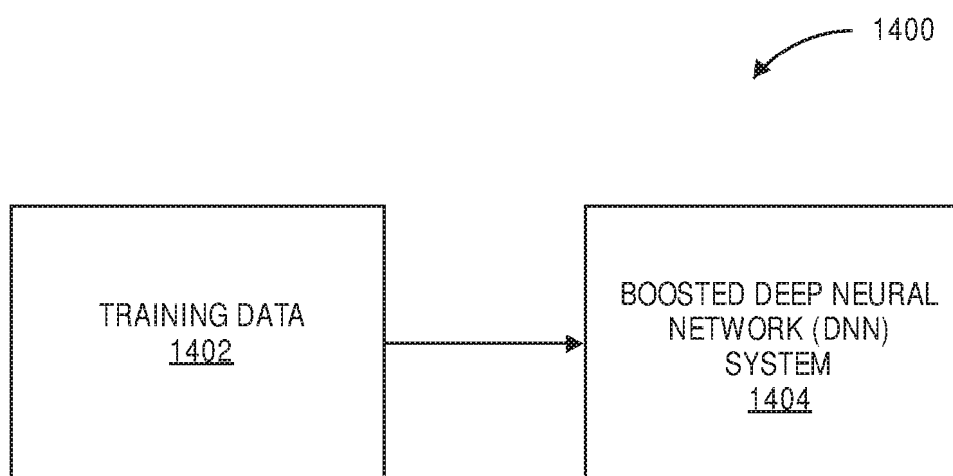 1400
TRAINING DATA
1402
BOOSTED DEEP NEURAL
NETWORK (DNN)
SYSTEM
1404